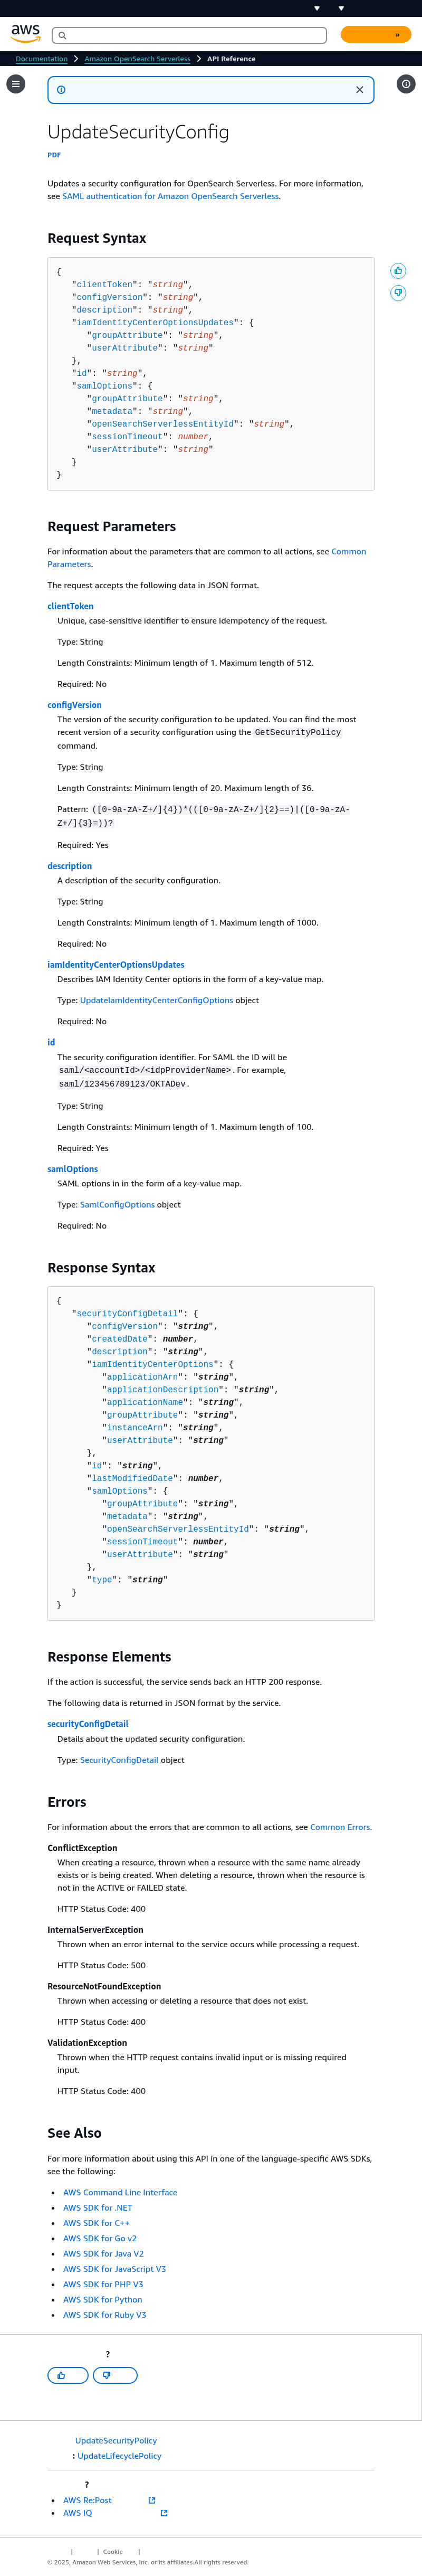 aws
»
Documentation
Amazon OpenSearch Serverless
API Reference
UpdateSecurityConfig
PDF
Updates a security configuration for OpenSearch Serverless. For more information,
see SAML authentication for Amazon OpenSearch Serverless.
Request Syntax
{
"clientToken": "string",
"configVersion": "string",
"description": "string",
"iamIdentityCenterOptionsUpdates": {
"groupAttribute": "string",
"userAttribute": "string"
},
"id": "string",
"samlOptions": {
"groupAttribute": "string",
"metadata": "string",
"openSearchServerlessEntityId": "string",
"sessionTimeout": number,
"userAttribute": "string"
}
}
Request Parameters
For information about the parameters that are common to all actions, see Common
Parameters.
The request accepts the following data in JSON format.
clientToken
Unique, case-sensitive identifier to ensure idempotency of the request.
Type: String
Length Constraints: Minimum length of 1. Maximum length of 512.
Required: No
configVersion
The version of the security configuration to be updated. You can find the most
recent version of a security configuration using the GetSecurityPolicy
command.
Type: String
Length Constraints: Minimum length of 20. Maximum length of 36.
Pattern: ([0-9a-zA-Z+/]{4})*(([0-9a-zA-Z+/]{2}==)|([0-9a-zA-
Z+/]{3}=))?
Required: Yes
description
A description of the security configuration.
Type: String
Length Constraints: Minimum length of 1. Maximum length of 1000.
Required: No
iamIdentityCenterOptionsUpdates
Describes IAM Identity Center options in the form of a key-value map.
Type: UpdateIamIdentityCenterConfigOptions object
Required: No
id
The security configuration identifier. For SAML the ID will be
saml/<accountId>/<idpProviderName>. For example,
saml/123456789123/OKTADev.
Type: String
Length Constraints: Minimum length of 1. Maximum length of 100.
Required: Yes
samlOptions
SAML options in in the form of a key-value map.
Type: SamlConfigOptions object
Required: No
Response Syntax
{
"securityConfigDetail": {
"configVersion": "string",
"createdDate": number,
"description": "string",
"iamIdentityCenterOptions": {
"applicationArn": "string",
"applicationDescription": "string",
"applicationName": "string",
"groupAttribute": "string",
"instanceArn": "string",
"userAttribute": "string"
},
"id": "string",
"lastModifiedDate": number,
"samlOptions": {
"groupAttribute": "string",
"metadata": "string",
"openSearchServerlessEntityId": "string",
"sessionTimeout": number,
"userAttribute": "string"
},
"type": "string"
}
}
Response Elements
If the action is successful, the service sends back an HTTP 200 response.
The following data is returned in JSON format by the service.
securityConfigDetail
Details about the updated security configuration.
Type: SecurityConfigDetail object
Errors
For information about the errors that are common to all actions, see Common Errors.
ConflictException
When creating a resource, thrown when a resource with the same name already
exists or is being created. When deleting a resource, thrown when the resource is
not in the ACTIVE or FAILED state.
HTTP Status Code: 400
InternalServerException
Thrown when an error internal to the service occurs while processing a request.
HTTP Status Code: 500
ResourceNotFoundException
Thrown when accessing or deleting a resource that does not exist.
HTTP Status Code: 400
ValidationException
Thrown when the HTTP request contains invalid input or is missing required
input.
HTTP Status Code: 400
See Also
For more information about using this API in one of the language-specific AWS SDKs,
see the following:
AWS Command Line Interface
AWS SDK for .NET
AWS SDK for C++
AWS SDK for Go v2
AWS SDK for Java V2
AWS SDK for JavaScript V3
AWS SDK for PHP V3
AWS SDK for Python
AWS SDK for Ruby V3
?
UpdateSecurityPolicy
: UpdateLifecyclePolicy
?
AWS Re:Post
AWS IQ
| | Cookie |
© 2025, Amazon Web Services, Inc. or its affiliates.All rights reserved.